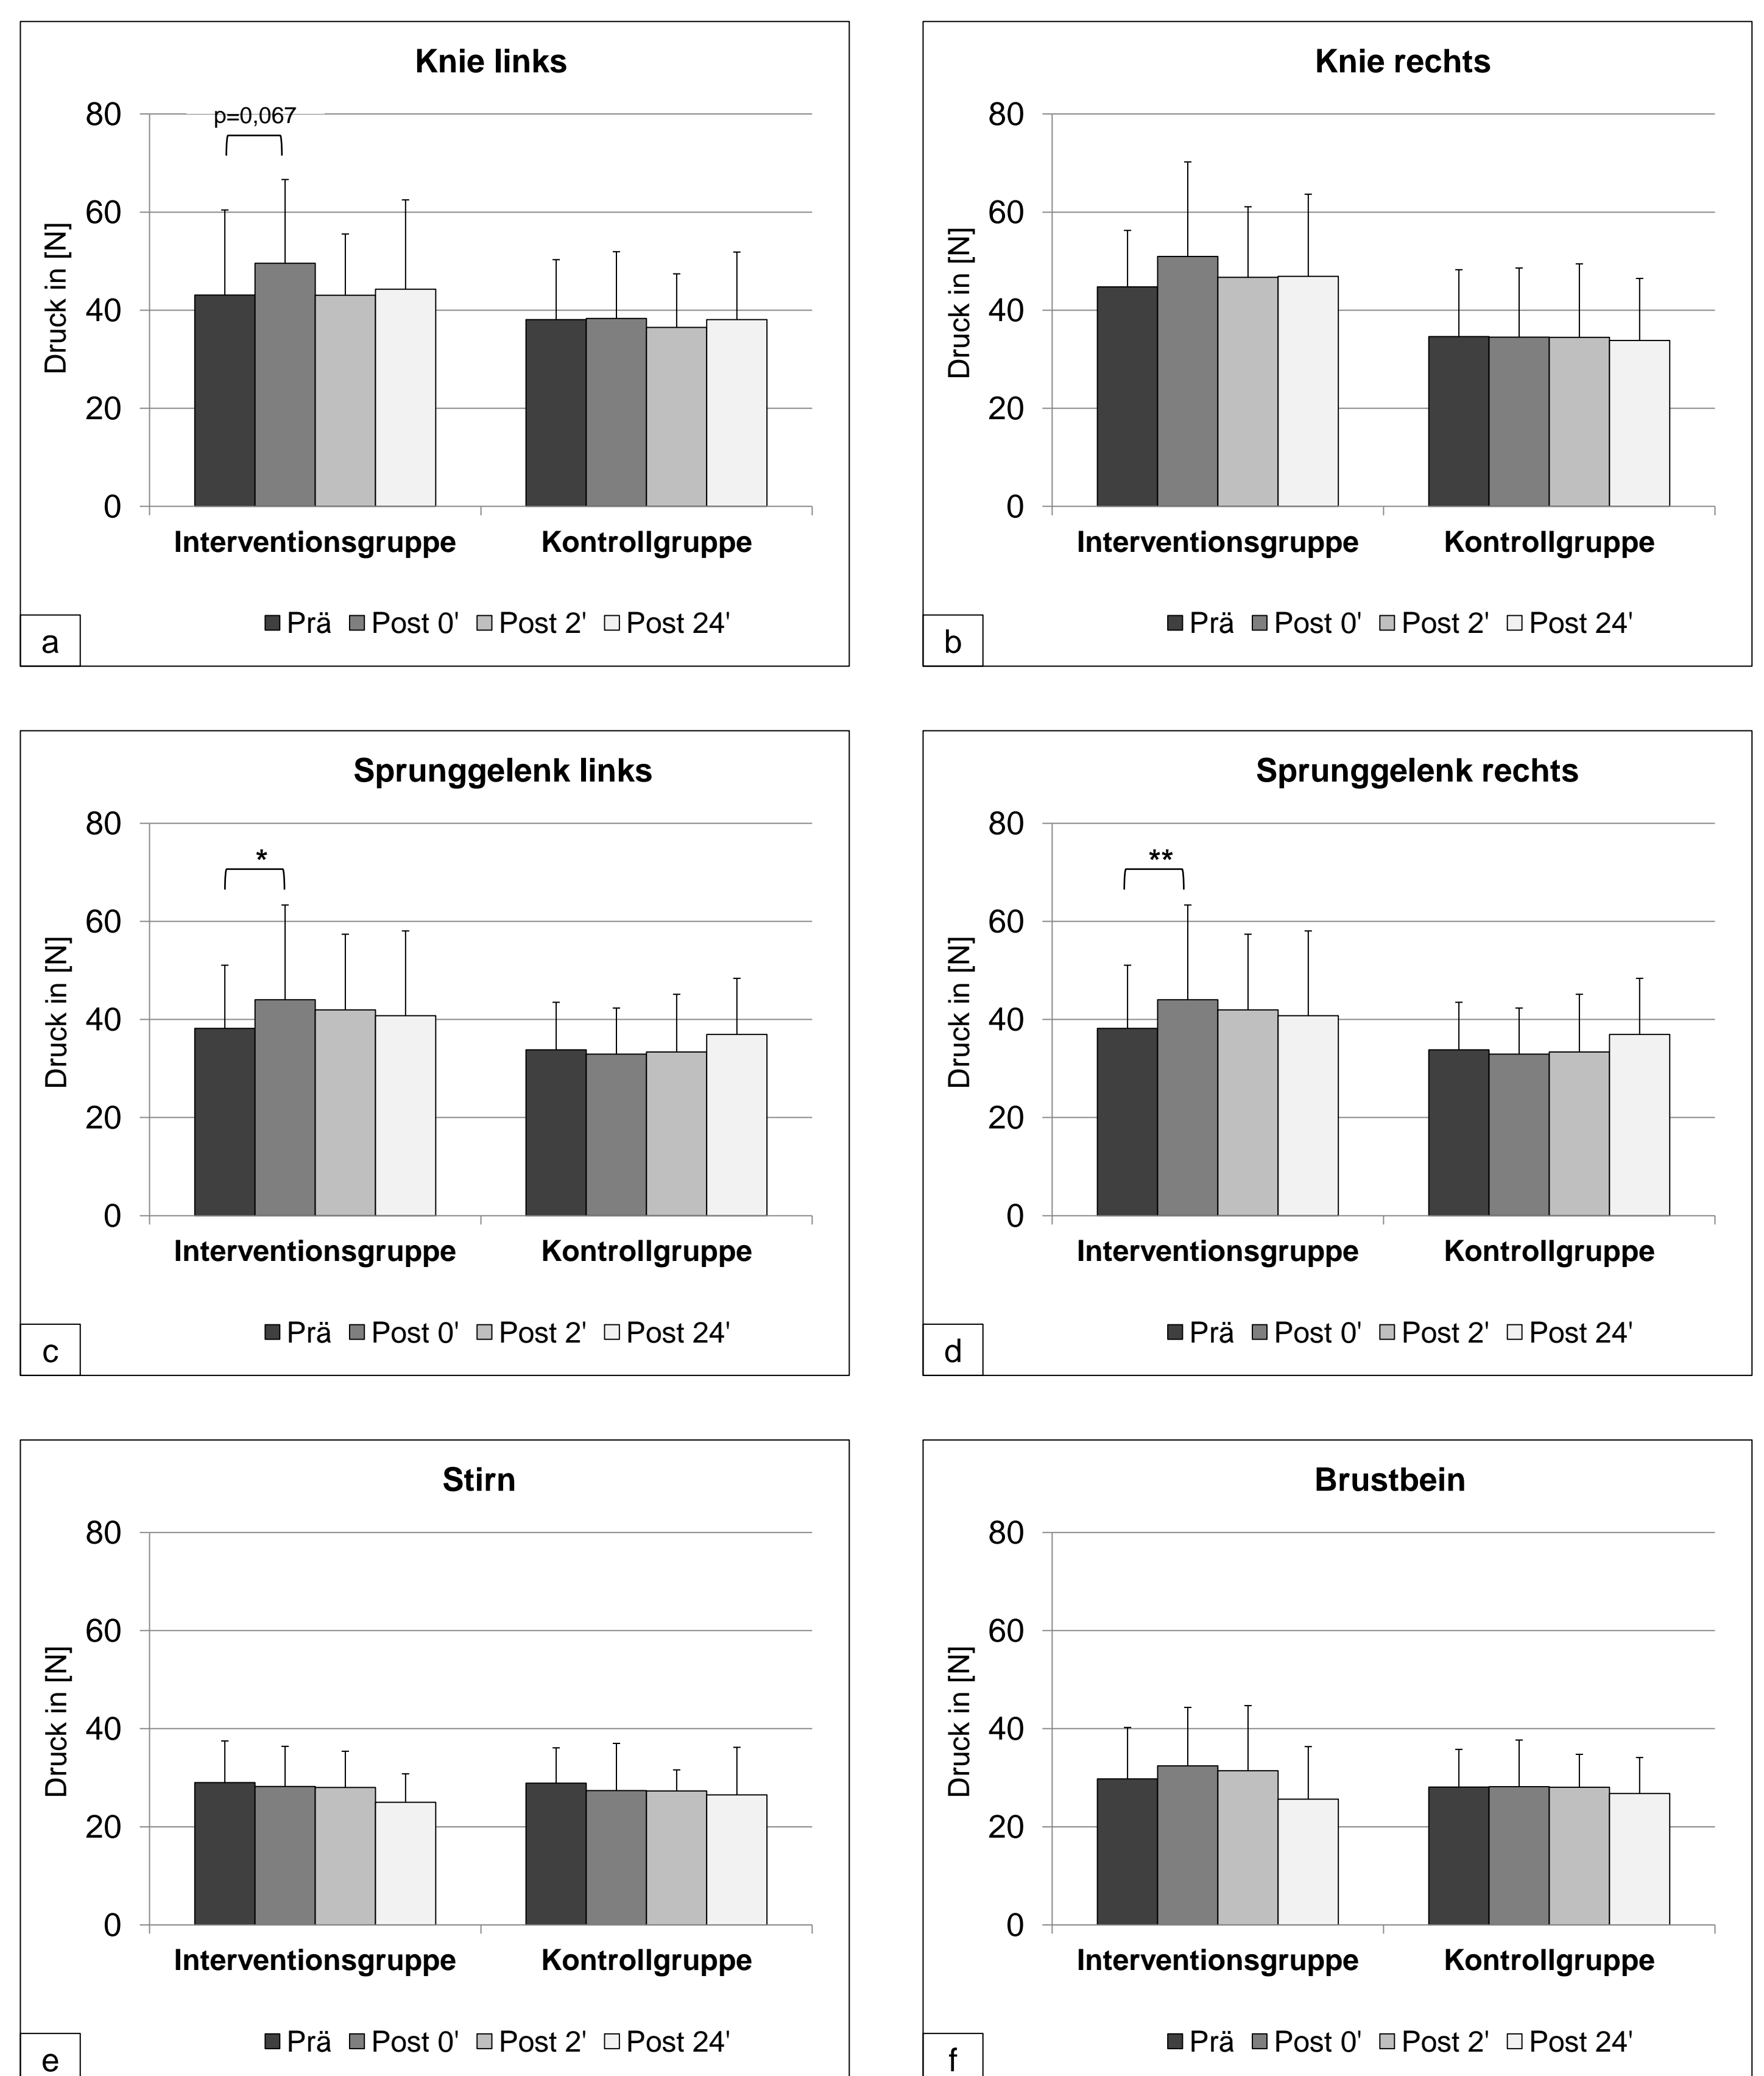 Knie links
p=0,067
80
60
40
20
0
Druck in [N]
Interventionsgruppe Kontrollgruppe
Prä Post 0' Post 2' Post 24'
a
Knie rechts
80
60
40
20
0
Druck in [N]
Interventionsgruppe Kontrollgruppe
Prä Post 0' Post 2' Post 24'
b
Sprunggelenk links
*
80
60
40
20
0
Druck in [N]
Interventionsgruppe Kontrollgruppe
Prä Post 0' Post 2' Post 24'
c
Sprunggelenk rechts
**
80
60
40
20
0
Druck in [N]
Interventionsgruppe Kontrollgruppe
Prä Post 0' Post 2' Post 24'
d
Stirn
80
60
40
20
0
Druck in [N]
Interventionsgruppe Kontrollgruppe
Prä Post 0' Post 2' Post 24'
e
Brustbein
80
60
40
20
0
Druck in [N]
Interventionsgruppe Kontrollgruppe
Prä Post 0' Post 2' Post 24'
f